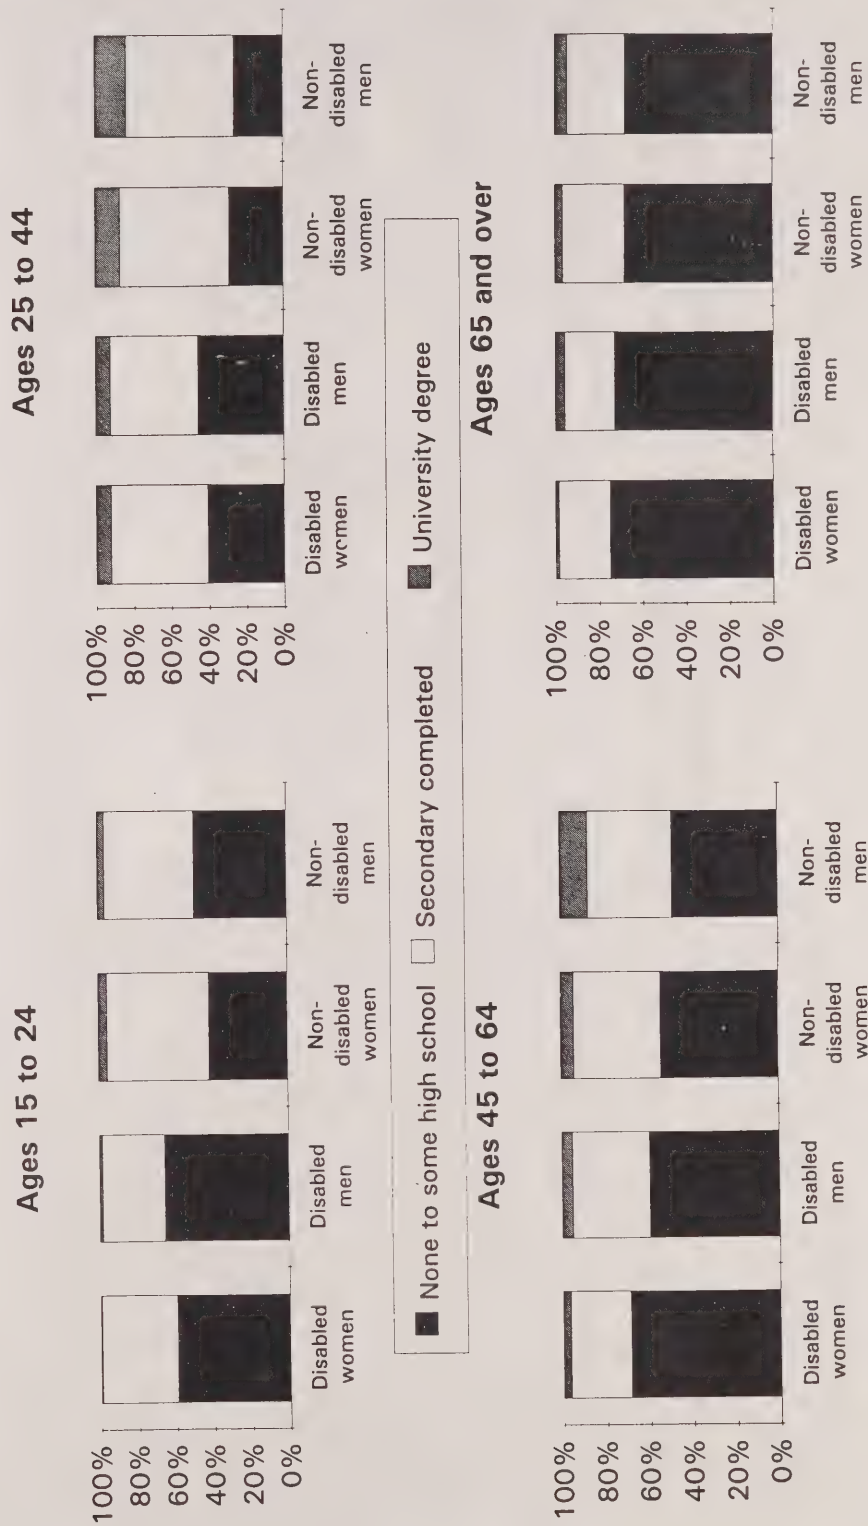 Ages 15 to 24
100%
80%
60%
40%
20%
0%
Disabled
women
Disabled
men
Non-
disabled
women
Non-
disabled
men
Ages 25 to 44
100%
80%
60%
40%
20%
0%
Disabled
women
Disabled
men
Non-
disabled
women
Non-
disabled
men
None to some high school Secondary completed University degree
Ages 45 to 64
100%
80%
60%
40%
20%
0%
Disabled
women
Disabled
men
Non-
disabled
women
Non-
disabled
men
Ages 65 and over
100%
80%
60%
40%
20%
0%
Disabled
women
Disabled
men
Non-
disabled
women
Non-
disabled
men